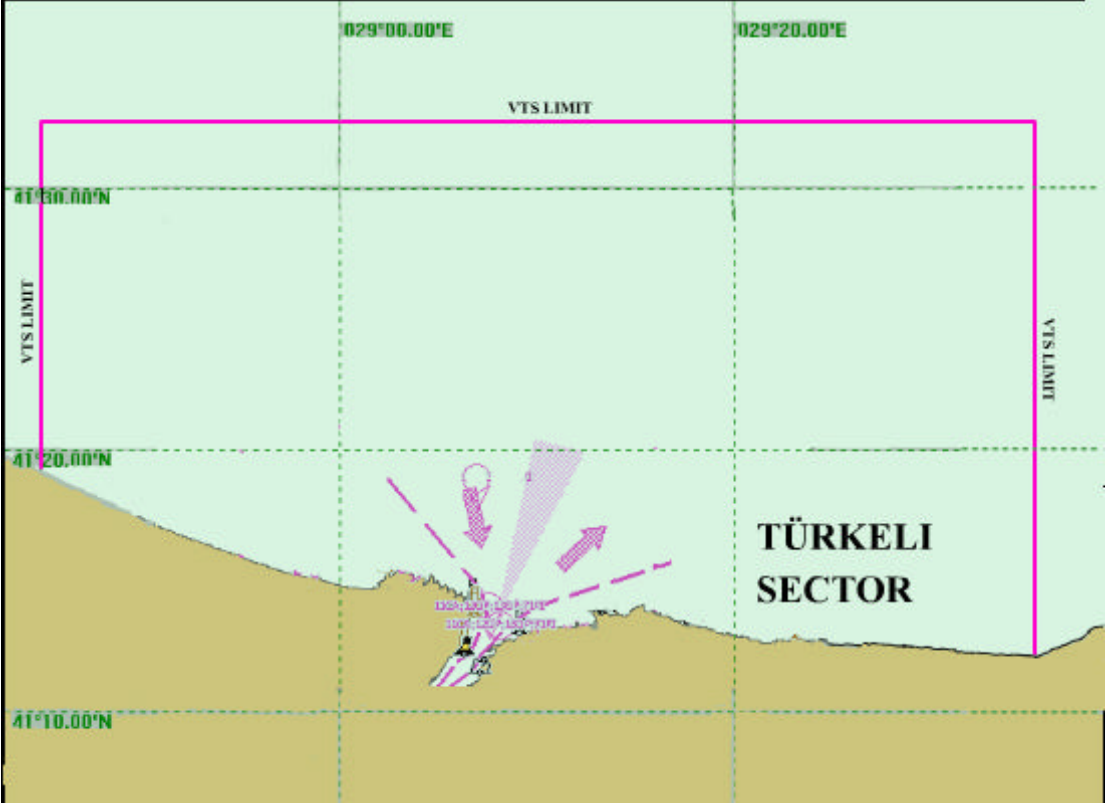 029°00.00'E
029°20.00'E
VTS LIMIT
41°30.00'N
VTS LIMIT
VTS LIMIT
41°20.00'N
TÜRKELI
SECTOR
41°10.00'N